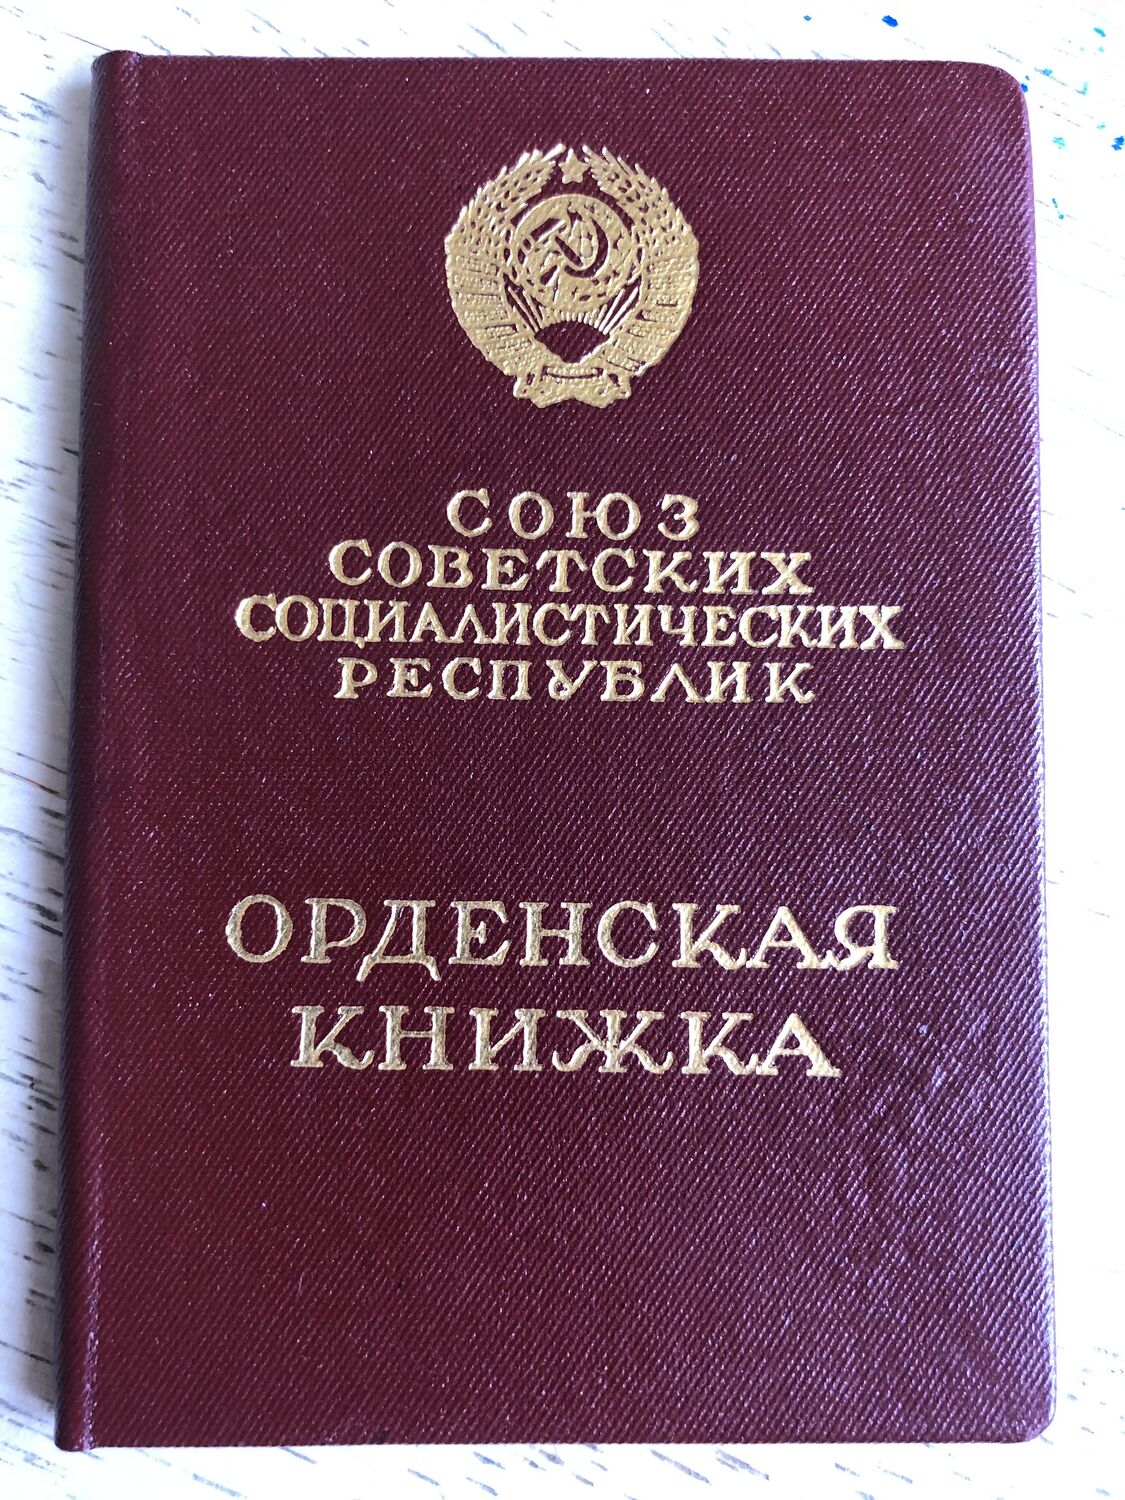 СОЮЗ
СОВЕТСКИХ
СОЦИАЛИСТИЧЕСКИХ
РЕСПУБЛИК
ОРДЕНСКАЯ
КНИЖКА